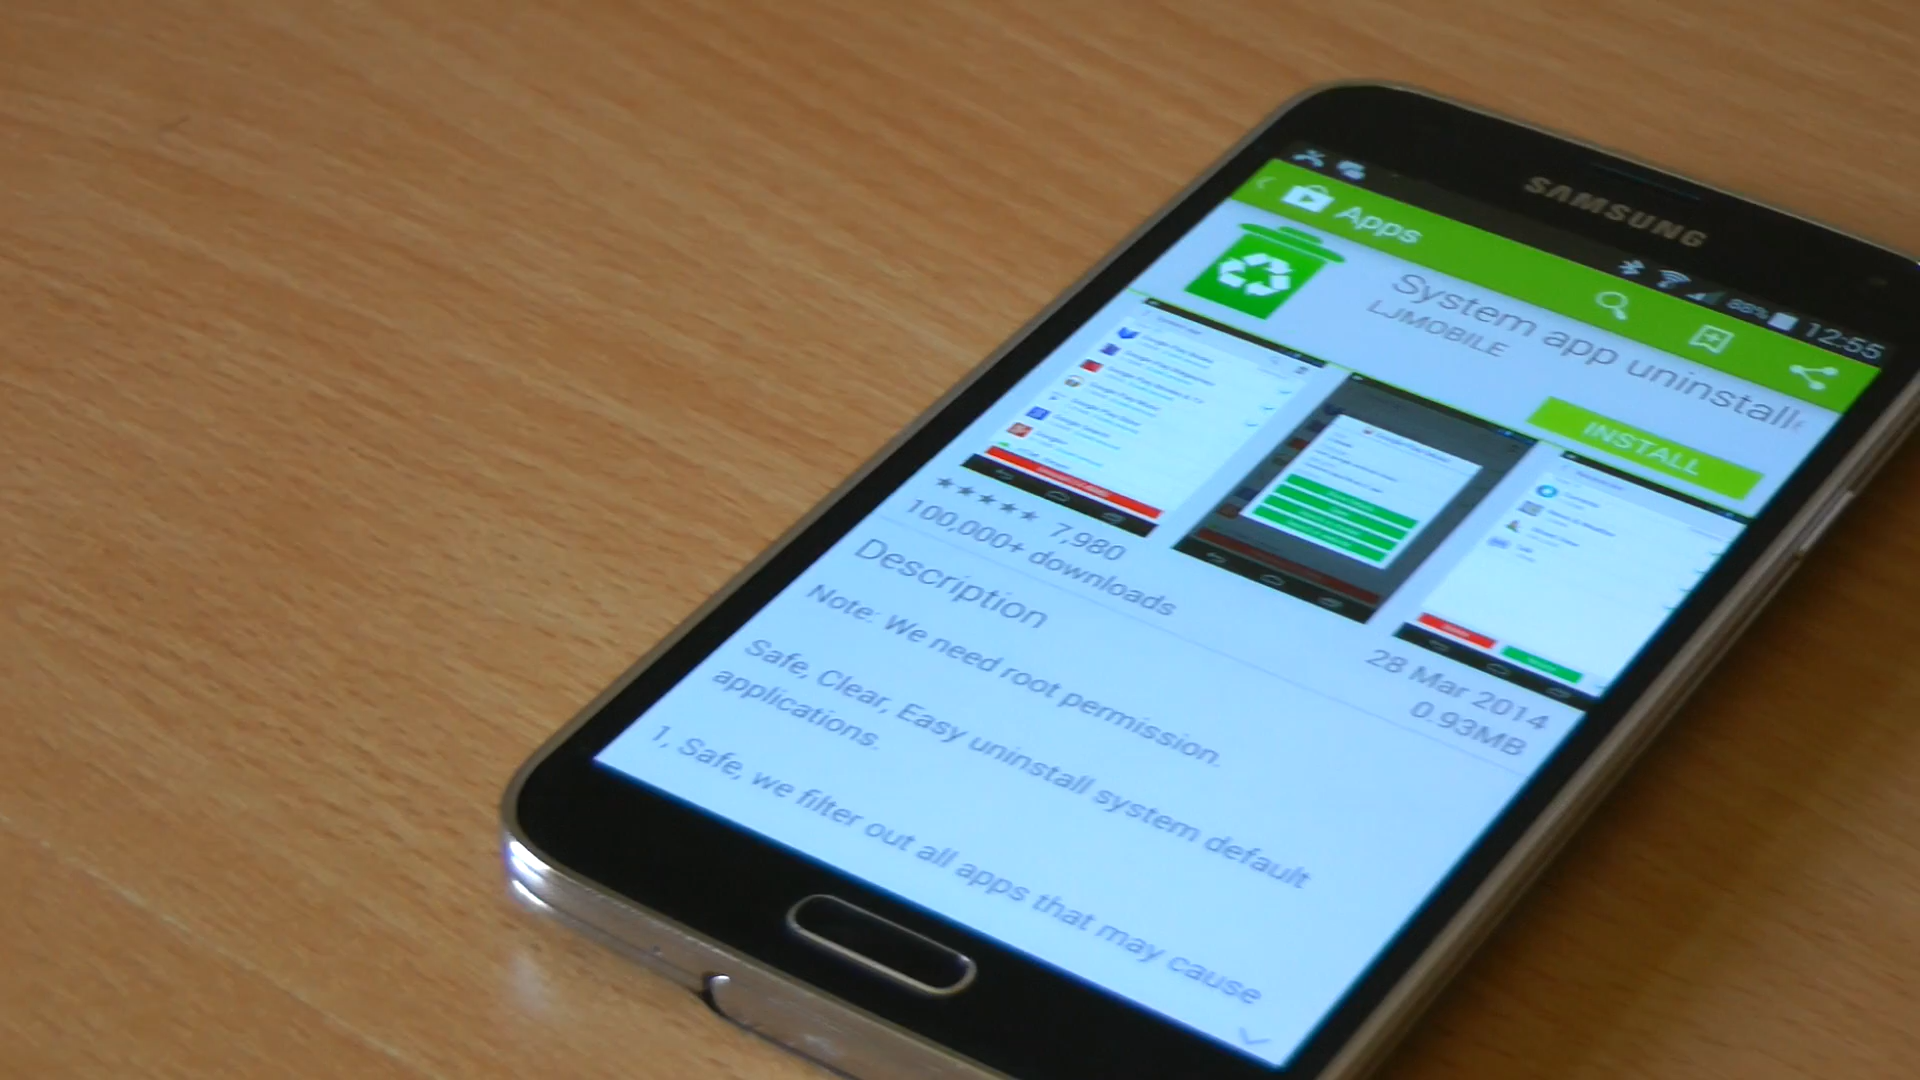 SAMSUNG
88% 12:55
Apps
System app uninstalle
LJMOBILE
INSTALL
7,980
100,000+ downloads
28 Mar 2014
0.93MB
Description
Note: We need root permission.
Safe, Clear, Easy uninstall system default
applications.
1, Safe, we filter out all apps that may cause